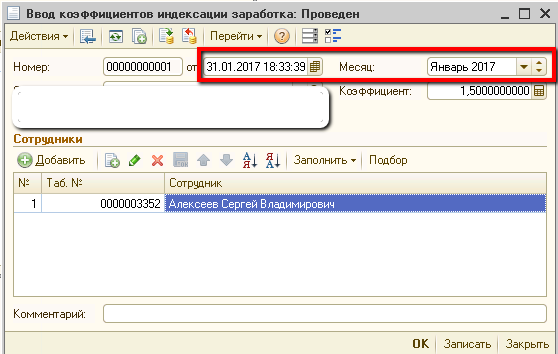 Ввод коэффициентов индексации заработка: Проведен
Действия Перейти
Номер: 00000000001 от 31.01.2017 18:33:39 Месяц: Январь 2017
Коэффициент: 1,5000000000
Сотрудники
Добавить Заполнить Подбор
№ Таб. № Сотрудник
1 0000003352 Алексеев Сергей Владимирович
Комментарий:
OK Записать Закрыть